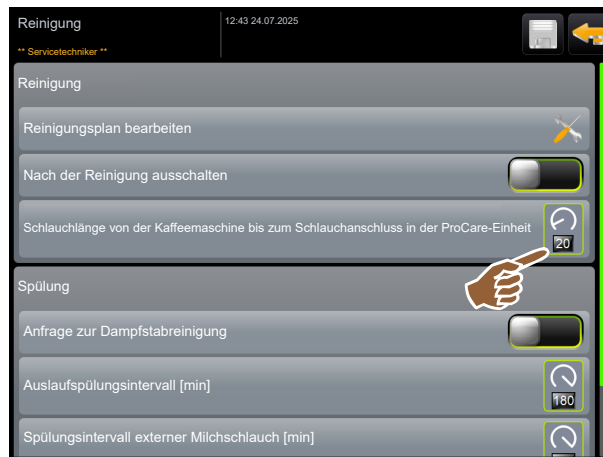 Reinigung
12:43 24.07.2025
** Servicetechniker **
Reinigung
Reinigungsplan bearbeiten
Nach der Reinigung ausschalten
Schlauchlänge von der Kaffeemaschine bis zum Schlauchanschluss in der ProCare-Einheit
20
Spülung
Anfrage zur Dampfstabreinigung
Auslaufspülungsintervall [min]
180
Spülungsintervall externer Milchschlauch [min]